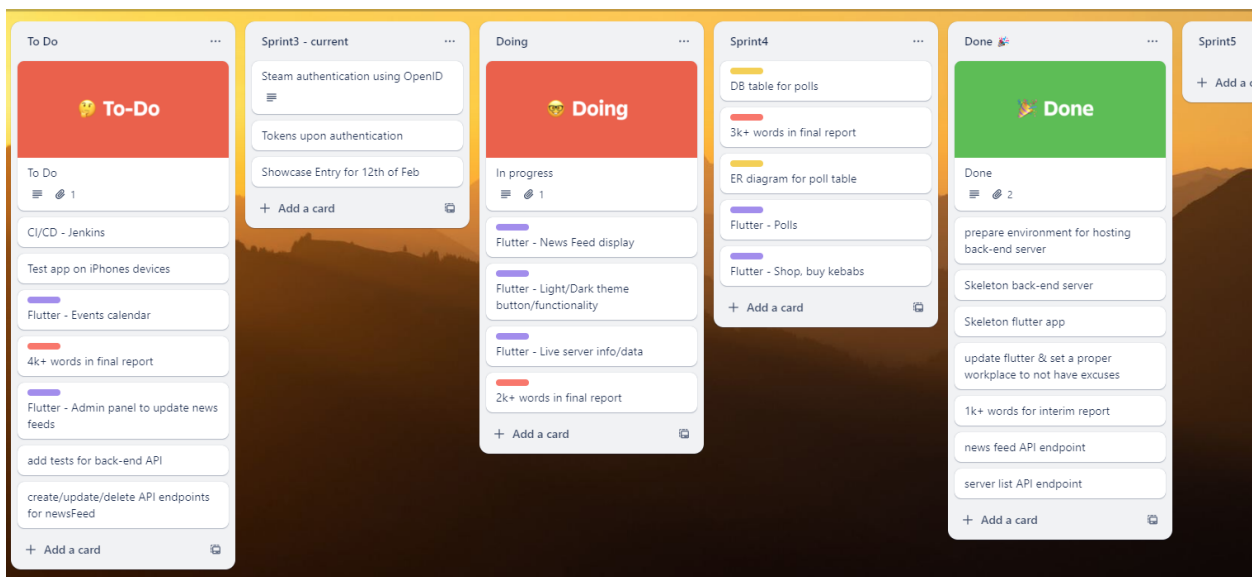 To Do
🤔 To-Do
To Do
1
CI/CD - Jenkins
Test app on iPhones devices
Flutter - Events calendar
4k+ words in final report
Flutter - Admin panel to update news
feeds
add tests for back-end API
create/update/delete API endpoints
for newsFeed
+ Add a card
Sprint3 - current
Steam authentication using OpenID
Tokens upon authentication
Showcase Entry for 12th of Feb
+ Add a card
Doing
🤓 Doing
In progress
1
Flutter - News Feed display
Flutter - Light/Dark theme
button/functionality
Flutter - Live server info/data
2k+ words in final report
+ Add a card
Sprint4
DB table for polls
3k+ words in final report
ER diagram for poll table
Flutter - Polls
Flutter - Shop, buy kebabs
+ Add a card
Done 🎉
🎉 Done
Done
2
prepare environment for hosting
back-end server
Skeleton back-end server
Skeleton flutter app
update flutter & set a proper
workplace to not have excuses
1k+ words for interim report
news feed API endpoint
server list API endpoint
+ Add a card
Sprint5
+ Add a c